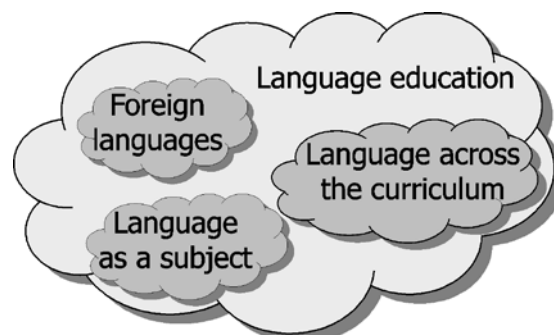 Language education
Foreign
languages
Language across
the curriculum
Language
as a subject